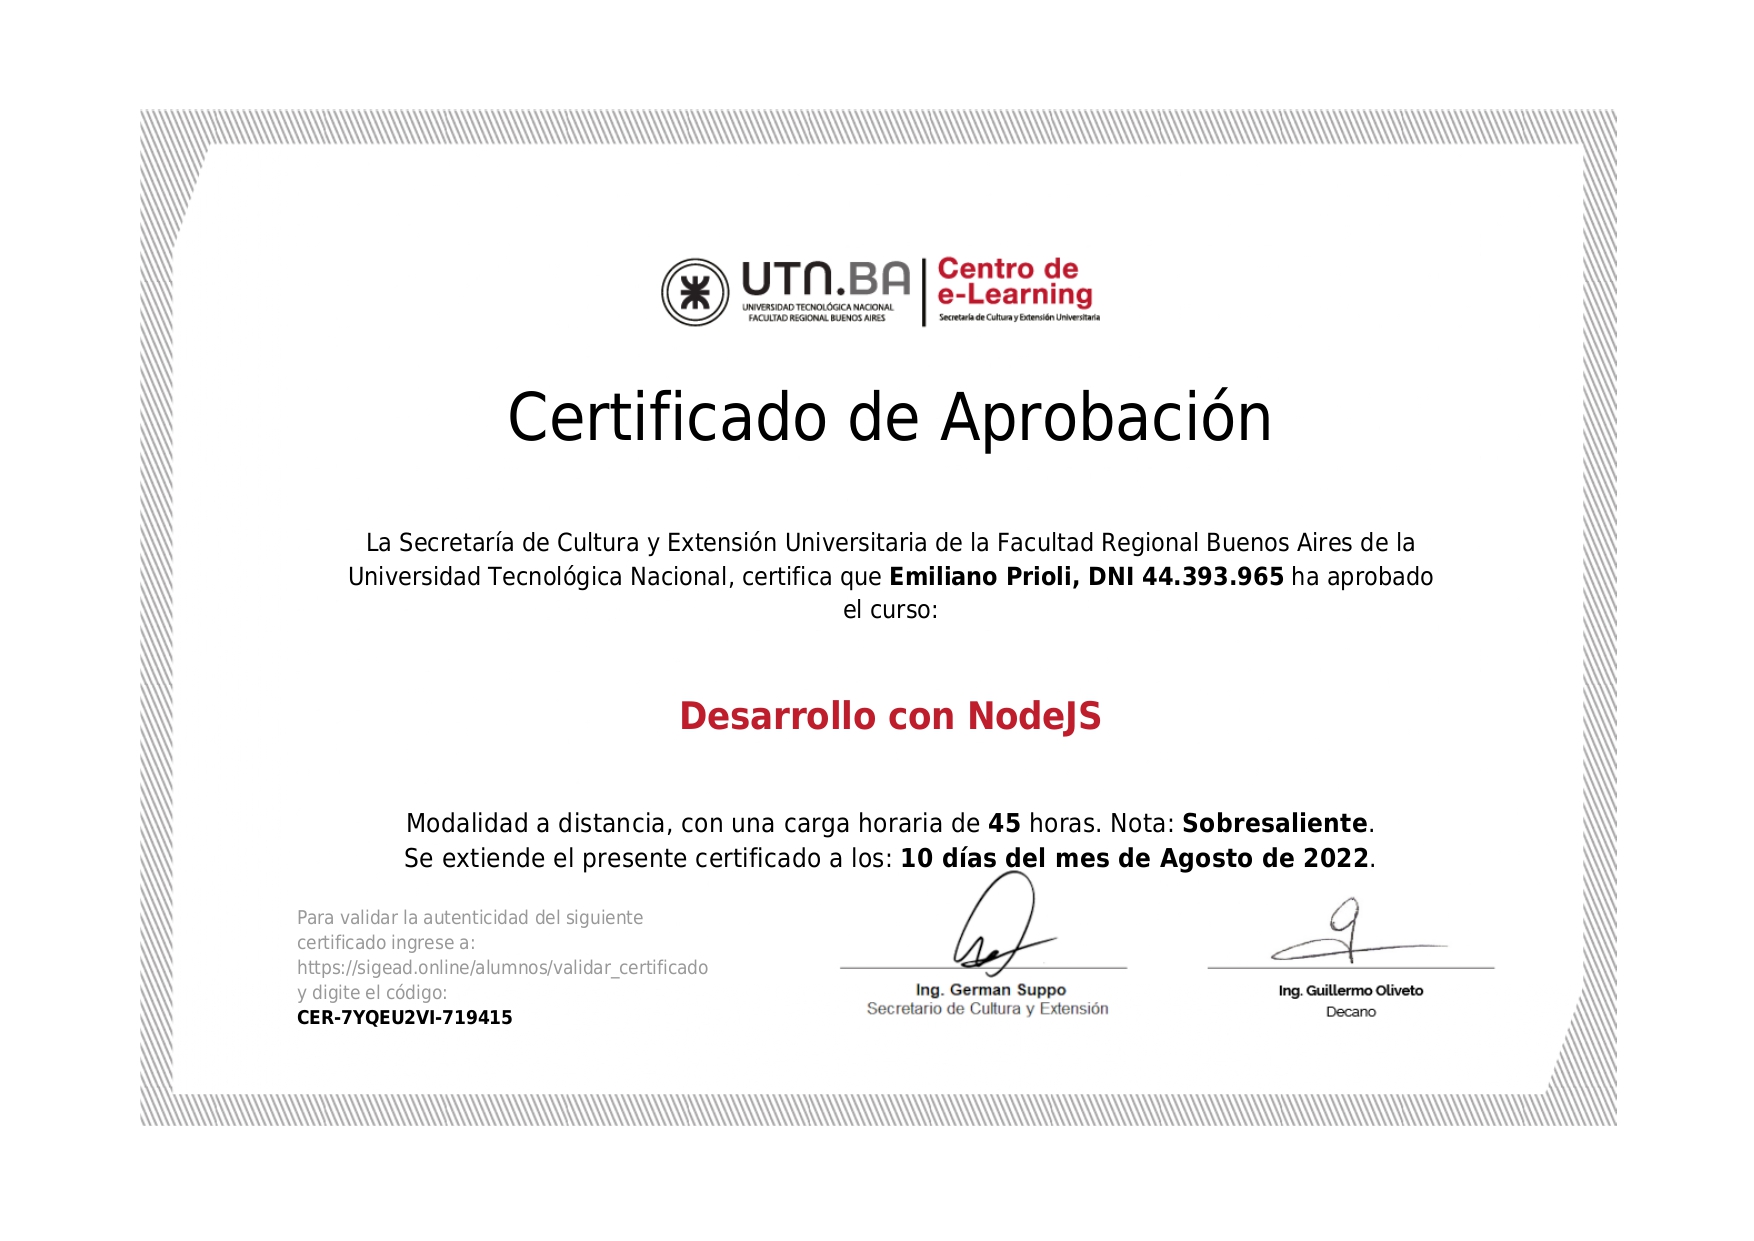 UTN.BA
UNIVERSIDAD TECNOLÓGICA NACIONAL
FACULTAD REGIONAL BUENOS AIRES
Centro de
e-Learning
Secretaría de Cultura y Extensión Universitaria
Certificado de Aprobación
La Secretaría de Cultura y Extensión Universitaria de la Facultad Regional Buenos Aires de la
Universidad Tecnológica Nacional, certifica que Emiliano Prioli, DNI 44.393.965 ha aprobado
el curso:
Desarrollo con NodeJS
Modalidad a distancia, con una carga horaria de 45 horas. Nota: Sobresaliente.
Se extiende el presente certificado a los: 10 días del mes de Agosto de 2022.
Para validar la autenticidad del siguiente
certificado ingrese a:
https://sigead.online/alumnos/validar_certificado
y digite el código:
CER-7YQEU2VI-719415
Ing. German Suppo
Secretario de Cultura y Extensión
Ing. Guillermo Oliveto
Decano